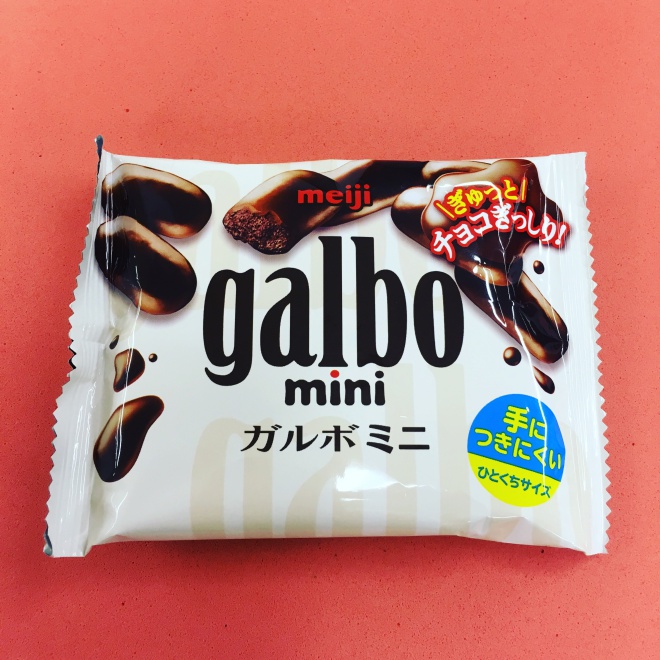 meiji
ぎゅっと
チョコぎっしり!
galbo
mini
ガルボミニ
手に
つきにくい
ひとくちサイズ